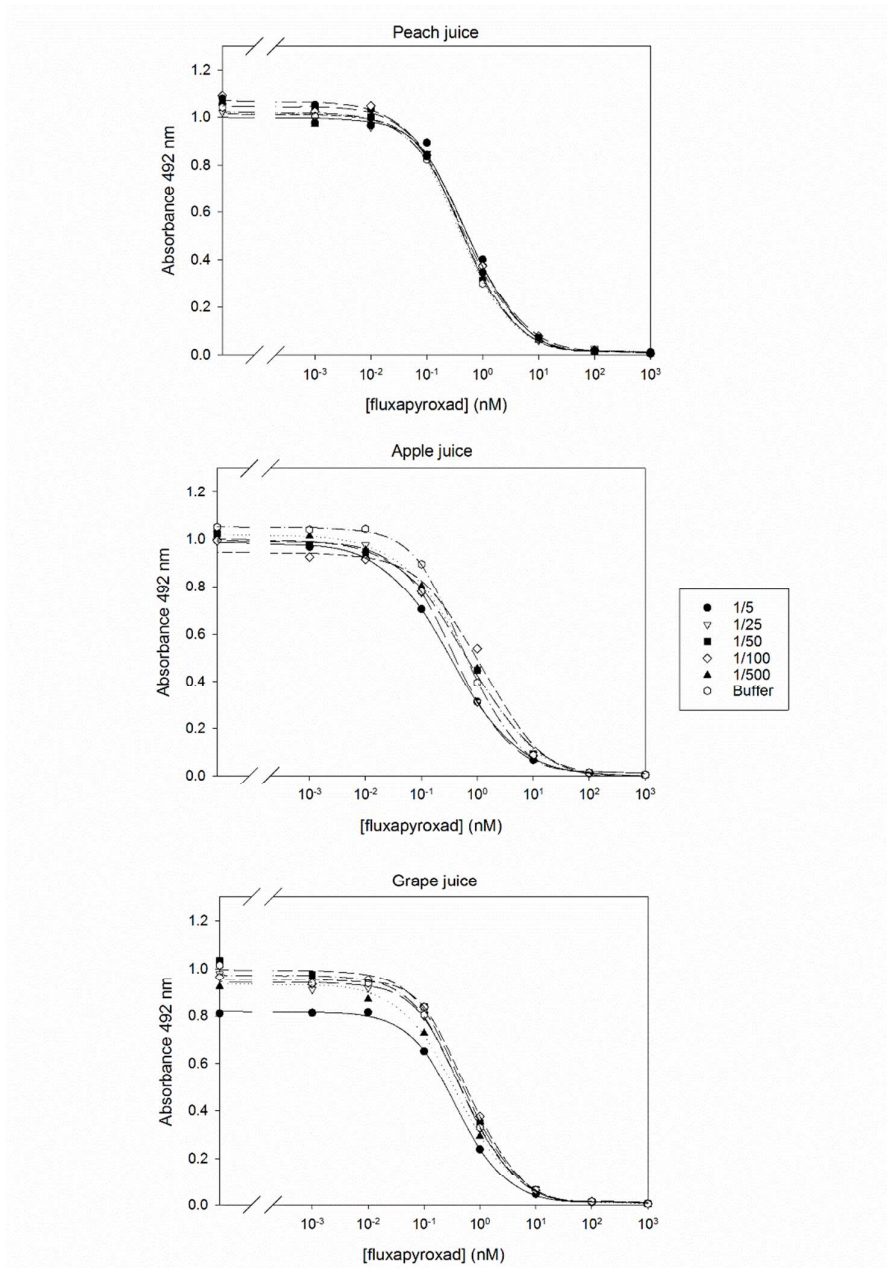 Peach juice
1.2
1.0
0.8
0.6
0.4
0.2
0.0
Absorbance 492 nm
10⁻³ 10⁻² 10⁻¹ 10⁰ 10¹ 10² 10³
[fluxapyroxad] (nM)
Apple juice
1.2
1.0
0.8
0.6
0.4
0.2
0.0
Absorbance 492 nm
10⁻³ 10⁻² 10⁻¹ 10⁰ 10¹ 10² 10³
[fluxapyroxad] (nM)
1/5
1/25
1/50
1/100
1/500
Buffer
Grape juice
1.2
1.0
0.8
0.6
0.4
0.2
0.0
Absorbance 492 nm
10⁻³ 10⁻² 10⁻¹ 10⁰ 10¹ 10² 10³
[fluxapyroxad] (nM)